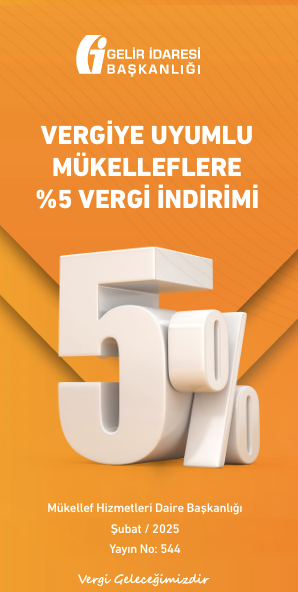 GELİR İDARESİ
BAŞKANLIĞI
VERGİYE UYUMLU
MÜKELLEFLERE
%5 VERGİ İNDİRİMİ
5%
Mükellef Hizmetleri Daire Başkanlığı
Şubat / 2025
Yayın No: 544
Vergi Geleceğimizdir